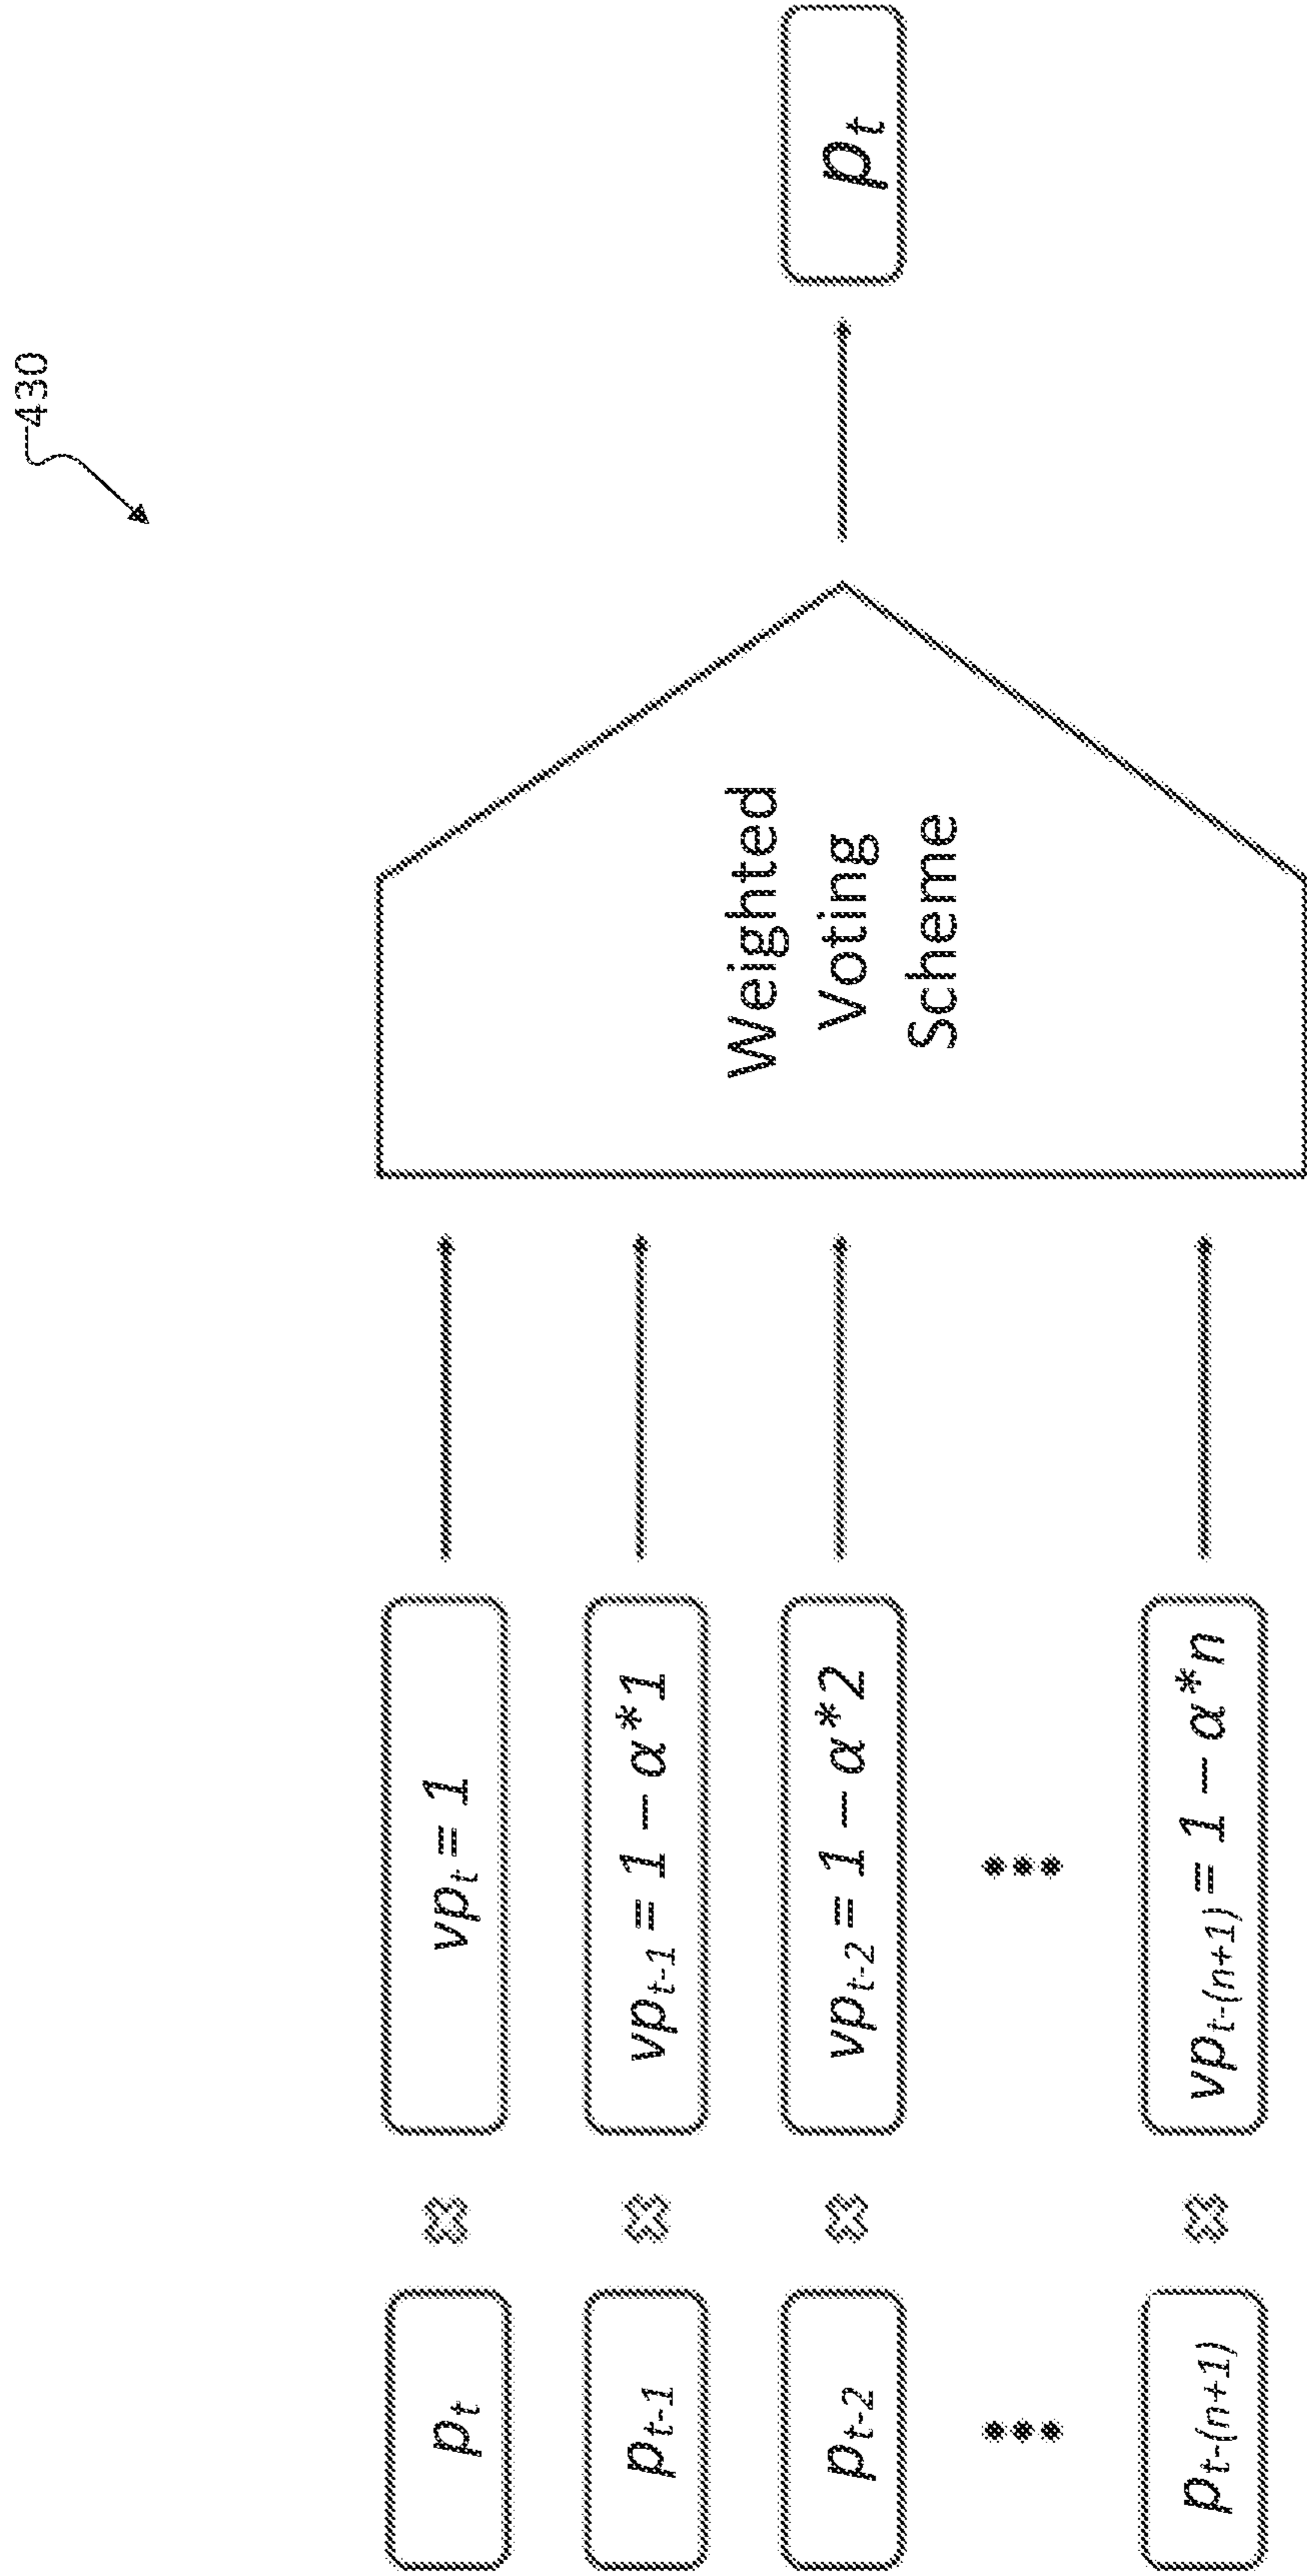 430
p_t
vp_t = 1
p_{t-1}
vp_{t-1} = 1 – α*1
p_{t-2}
vp_{t-2} = 1 – α*2
p_{t-(n+1)}
vp_{t-(n+1)} = 1 – α*n
Weighted
Voting
Scheme
p_t